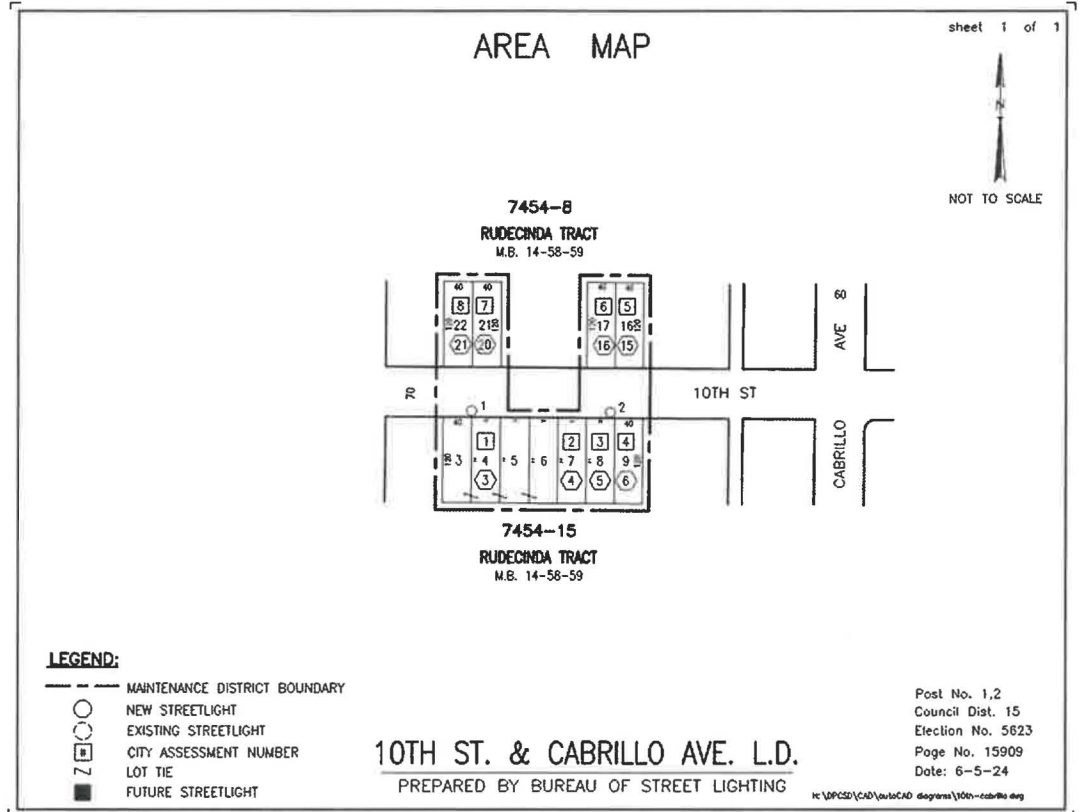 sheet 1 of 1
AREA MAP
N
NOT TO SCALE
7454-8
RUDECINDA TRACT
M.B. 14-58-59
40 40 40
8 7 6 5
22 21 17 16
21 20 16 15
60
AVE
70
10TH ST
1 2
40 40
1 2 3 4
3 4 5 6 7 8 9
3 4 5 6
CABRILLO
7454-15
RUDECINDA TRACT
M.B. 14-58-59
LEGEND:
MAINTENANCE DISTRICT BOUNDARY
NEW STREETLIGHT
EXISTING STREETLIGHT
# CITY ASSESSMENT NUMBER
LOT TIE
FUTURE STREETLIGHT
10TH ST. & CABRILLO AVE. L.D.
PREPARED BY BUREAU OF STREET LIGHTING
Post No. 1,2
Council Dist. 15
Election No. 5623
Page No. 15909
Date: 6-5-24